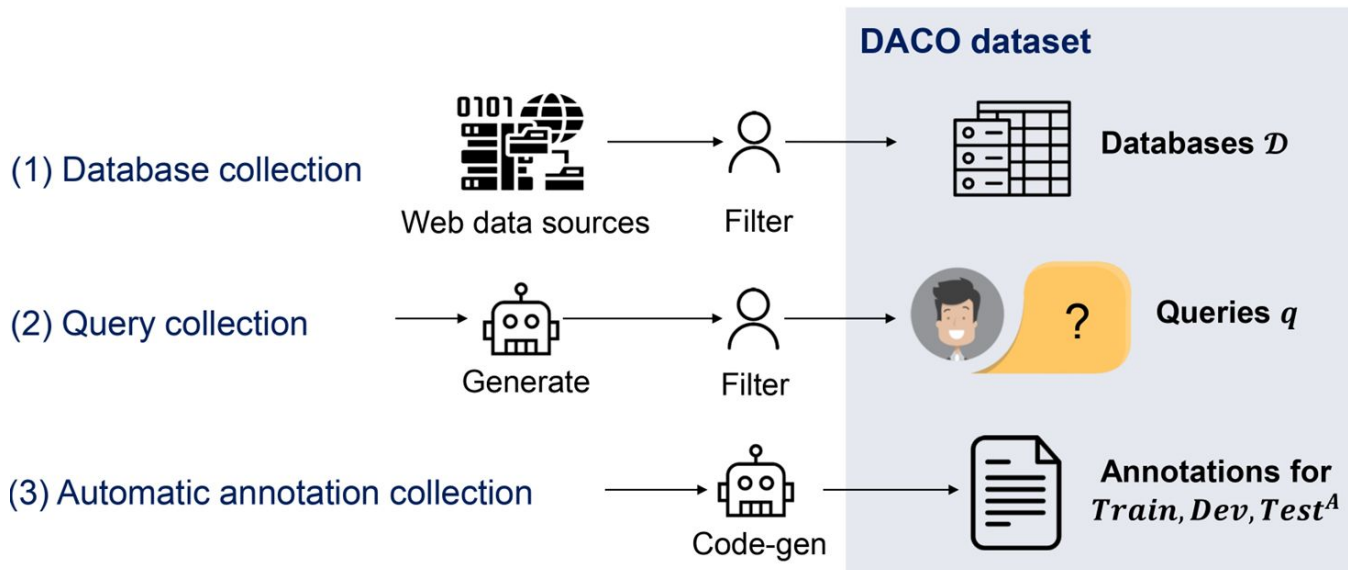 DACO dataset
0101
(1) Database collection
Web data sources
Filter
Databases 𝒟
(2) Query collection
Generate
Filter
?
Queries q
(3) Automatic annotation collection
Code-gen
Annotations for
Train, Dev, Test^A